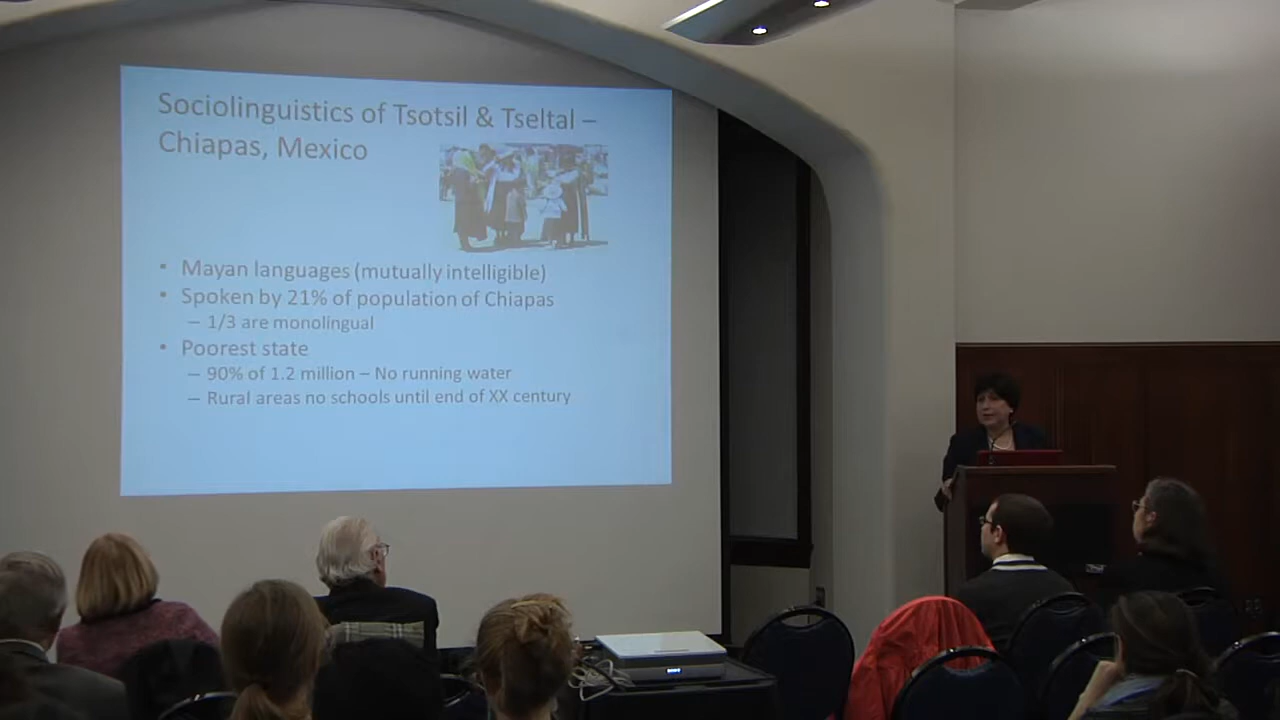 Sociolinguistics of Tsotsil & Tseltal –
Chiapas, Mexico
• Mayan languages (mutually intelligible)
• Spoken by 21% of population of Chiapas
– 1/3 are monolingual
• Poorest state
– 90% of 1.2 million – No running water
– Rural areas no schools until end of XX century